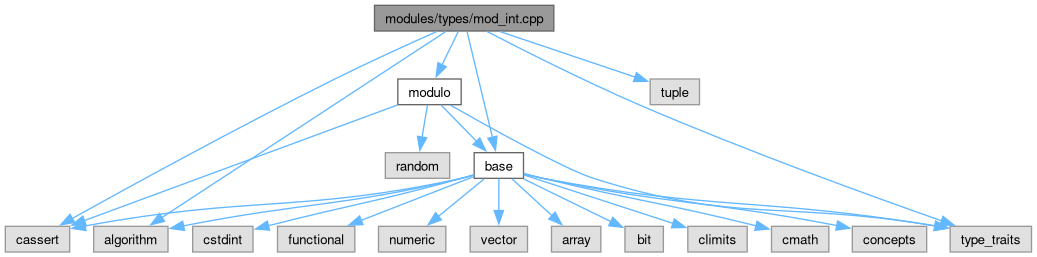 modules/types/mod_int.cpp
modulo
tuple
random
base
cassert
algorithm
cstdint
functional
numeric
vector
array
bit
climits
cmath
concepts
type_traits